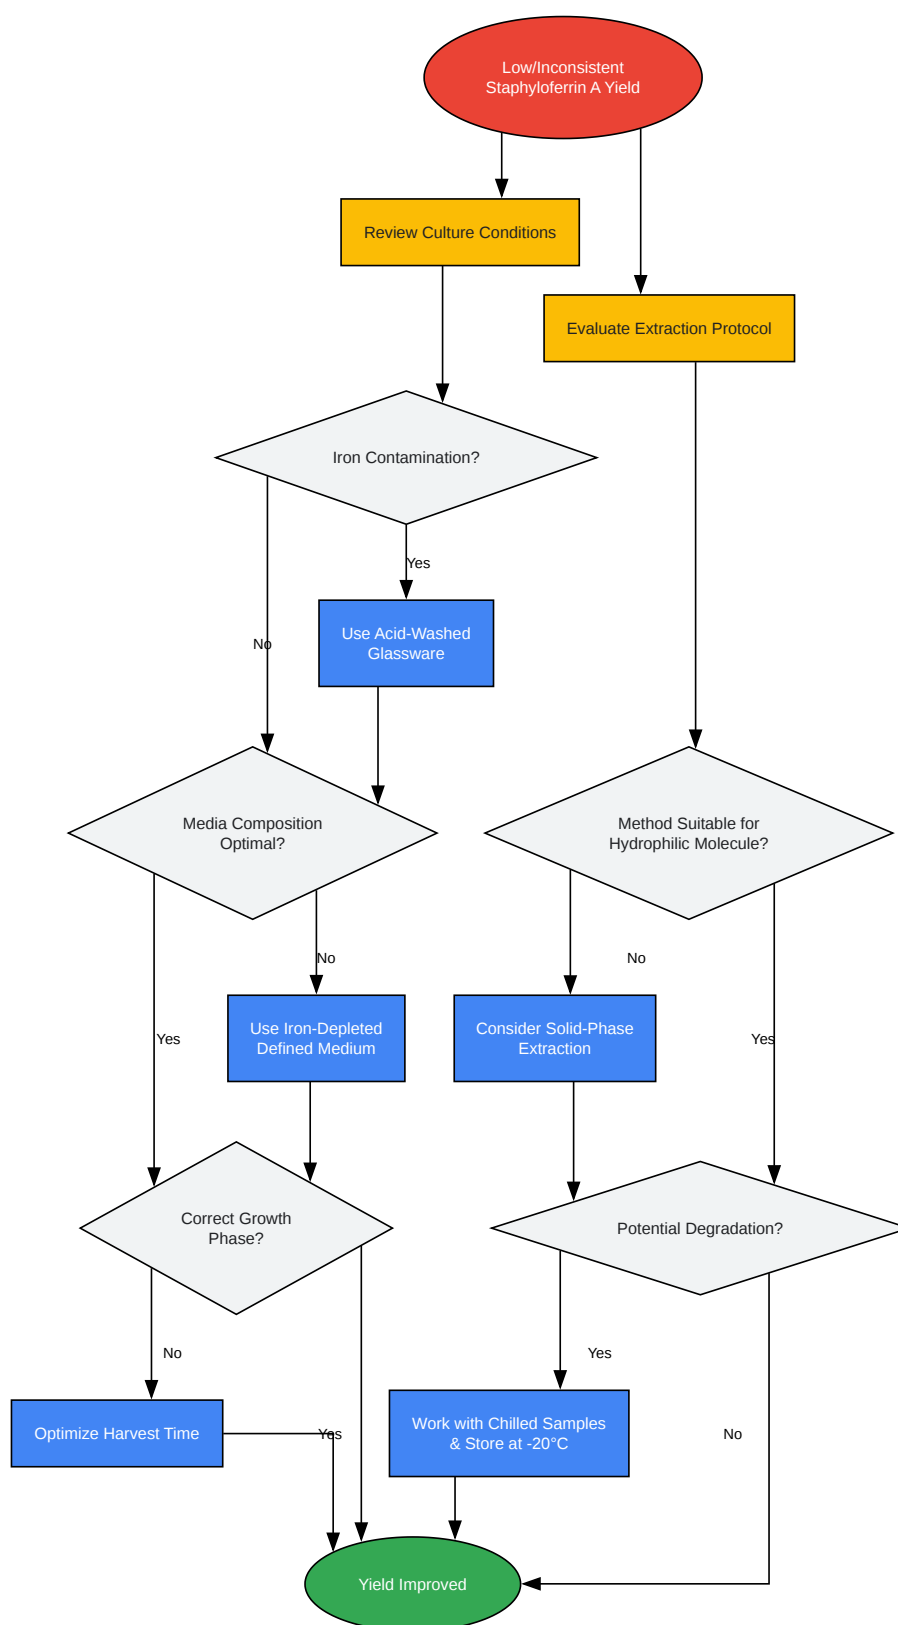 Low/Inconsistent
Staphyloferrin A Yield
Review Culture Conditions
Evaluate Extraction Protocol
Iron Contamination?
Yes
No
Use Acid-Washed
Glassware
Media Composition
Optimal?
Method Suitable for
Hydrophilic Molecule?
No
No
Yes
Yes
Use Iron-Depleted
Defined Medium
Consider Solid-Phase
Extraction
Correct Growth
Phase?
Potential Degradation?
No
Yes
Yes
No
Optimize Harvest Time
Work with Chilled Samples
& Store at -20°C
Yield Improved